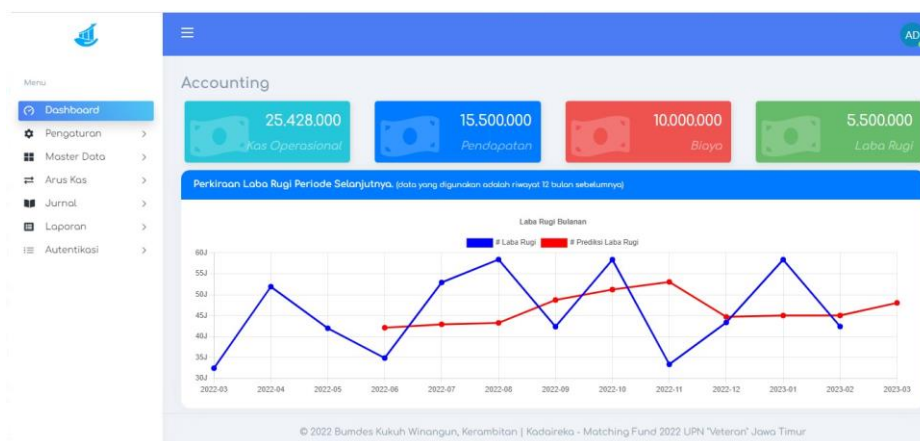 AD
Menu
Accounting
Dashboard
Pengaturan
Master Data
Arus Kas
Jurnal
Laporan
Autentikasi
25,428,000
Kas Operasional
15,500,000
Pendapatan
10,000,000
Biaya
5,500,000
Laba Rugi
Perkiraan Laba Rugi Periode Selanjutnya. (data yang digunakan adalah riwayat 12 bulan sebelumnya)
Laba Rugi Bulanan
# Laba Rugi # Prediksi Laba Rugi
60J
55J
50J
45J
40J
35J
30J
2022-03 2022-04 2022-05 2022-06 2022-07 2022-08 2022-09 2022-10 2022-11 2022-12 2023-01 2023-02 2023-03
© 2022 Bumdes Kukuh Winangun, Kerambitan | Kadaireka - Matching Fund 2022 UPN "Veteran" Jawa Timur